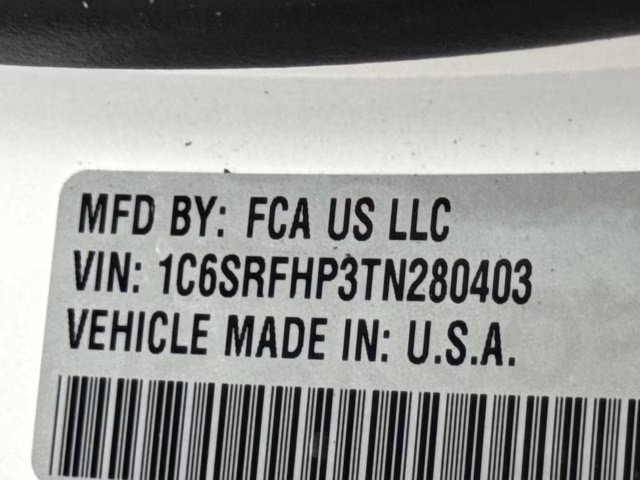 MFD BY: FCA US LLC
VIN: 1C6SRFHP3TN280403
VEHICLE MADE IN: U.S.A.